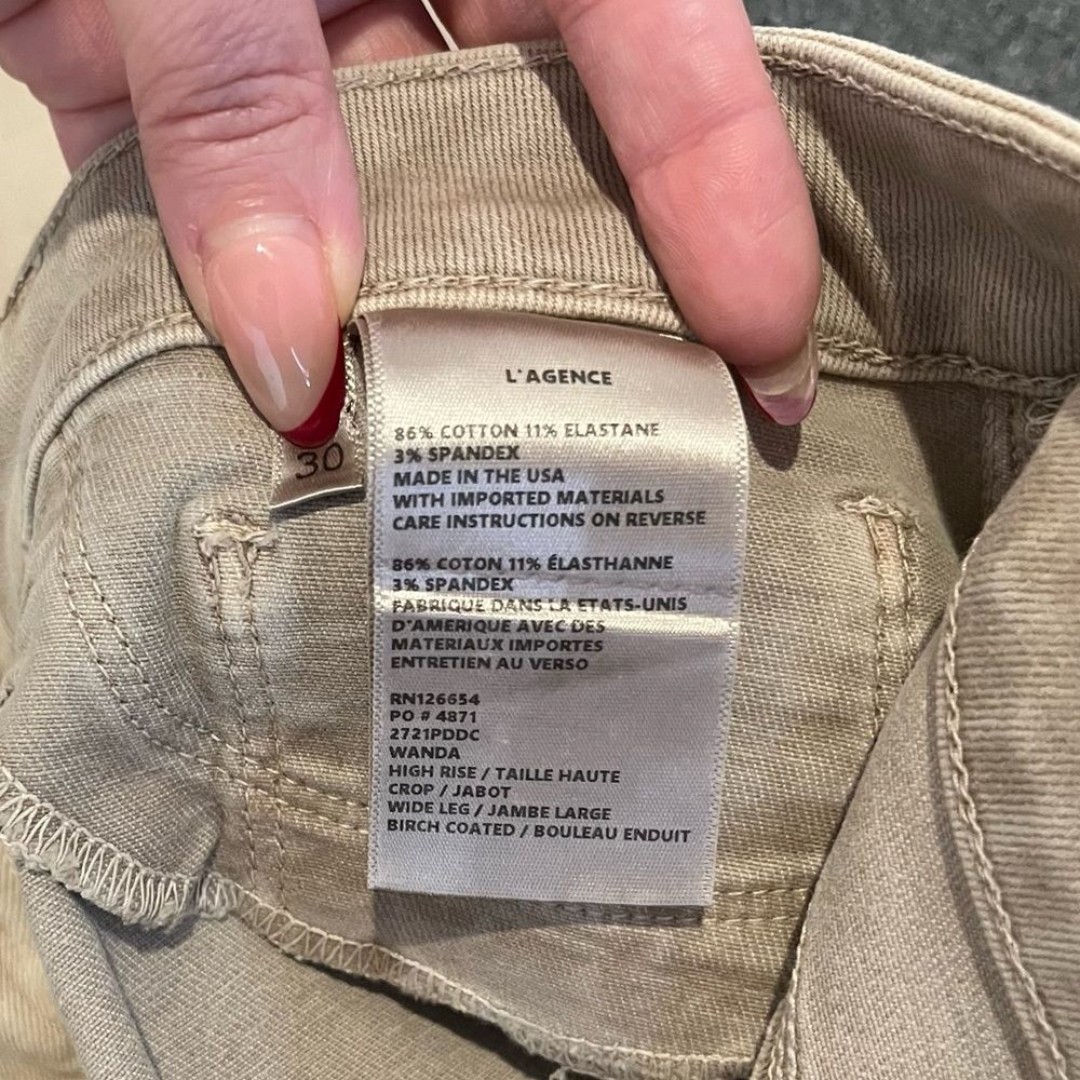 L'AGENCE
86% COTTON 11% ELASTANE
3% SPANDEX
MADE IN THE USA
WITH IMPORTED MATERIALS
CARE INSTRUCTIONS ON REVERSE
86% COTON 11% ÉLASTHANNE
3% SPANDEX
FABRIQUE DANS LA ETATS-UNIS
D'AMERIQUE AVEC DES
MATERIAUX IMPORTES
ENTRETIEN AU VERSO
RN126654
PO # 4871
2721PDDC
WANDA
HIGH RISE / TAILLE HAUTE
CROP / JABOT
WIDE LEG / JAMBE LARGE
BIRCH COATED / BOULEAU ENDUIT
30